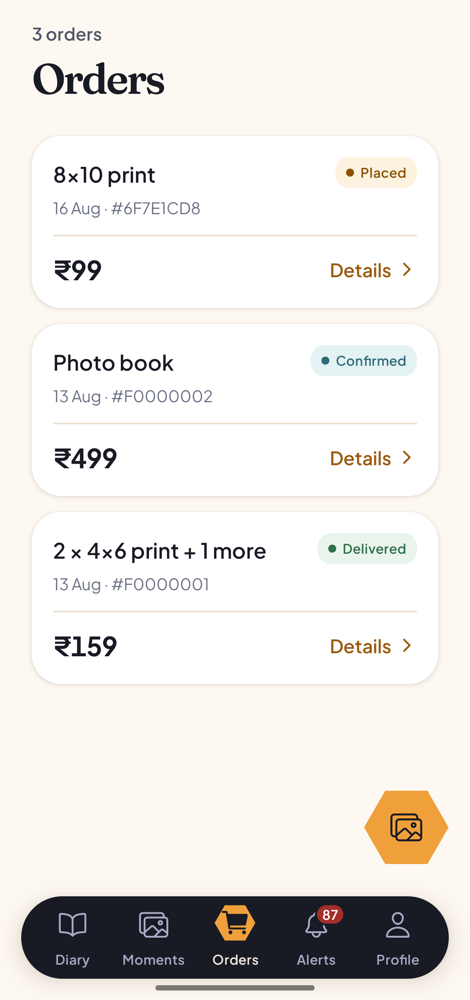 3 orders
Orders
8×10 print
Placed
16 Aug · #6F7E1CD8
₹99
Details
Photo book
Confirmed
13 Aug · #F0000002
₹499
Details
2 × 4×6 print + 1 more
Delivered
13 Aug · #F0000001
₹159
Details
87
Diary
Moments
Orders
Alerts
Profile